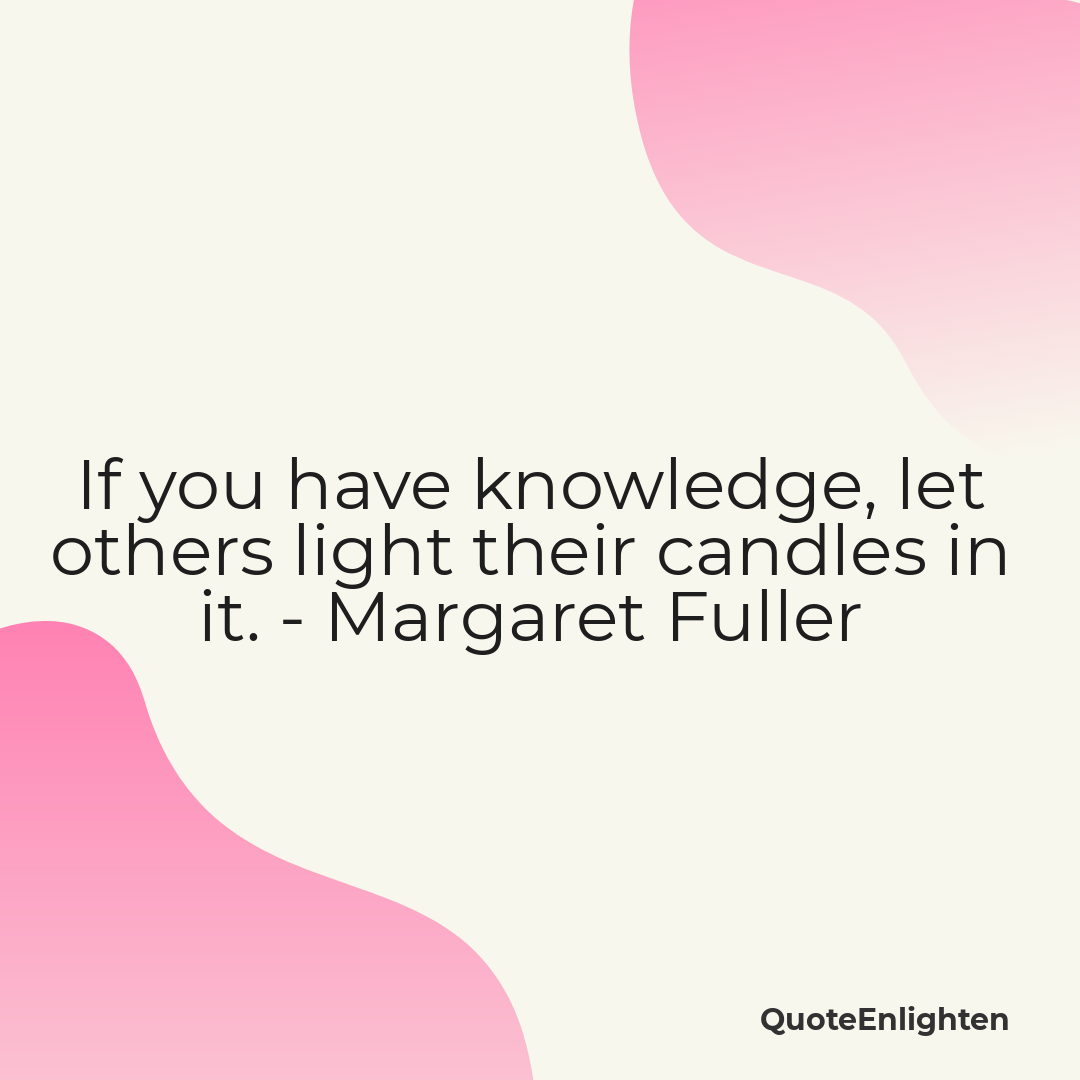 If you have knowledge, let
others light their candles in
it. - Margaret Fuller
QuoteEnlighten